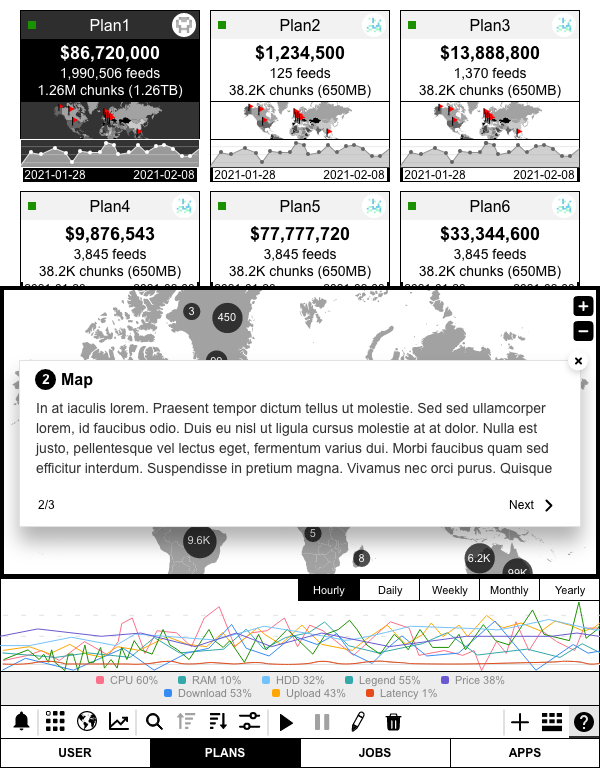 Plan1
$86,720,000
1,990,506 feeds
1.26M chunks (1.26TB)
2021-01-28 2021-02-08
Plan2
$1,234,500
125 feeds
38.2K chunks (650MB)
2021-01-28 2021-02-08
Plan3
$13,888,800
1,370 feeds
38.2K chunks (650MB)
2021-01-28 2021-02-08
Plan4
$9,876,543
3,845 feeds
38.2K chunks (650MB)
Plan5
$77,777,720
3,845 feeds
38.2K chunks (650MB)
Plan6
$33,344,600
3,845 feeds
38.2K chunks (650MB)
3
450
2 Map
In at iaculis lorem. Praesent tempor dictum tellus ut molestie. Sed sed ullamcorper
lorem, id faucibus odio. Duis eu nisl ut ligula cursus molestie at at dolor. Nulla est
justo, pellentesque vel lectus eget, fermentum varius dui. Morbi faucibus quam sed
efficitur interdum. Suspendisse in pretium magna. Vivamus nec orci purus. Quisque
2/3 Next
9.6K
5
8
6.2K
99K
Hourly Daily Weekly Monthly Yearly
CPU 60% RAM 10% HDD 32% Legend 55% Price 38%
Download 53% Upload 43% Latency 1%
USER PLANS JOBS APPS